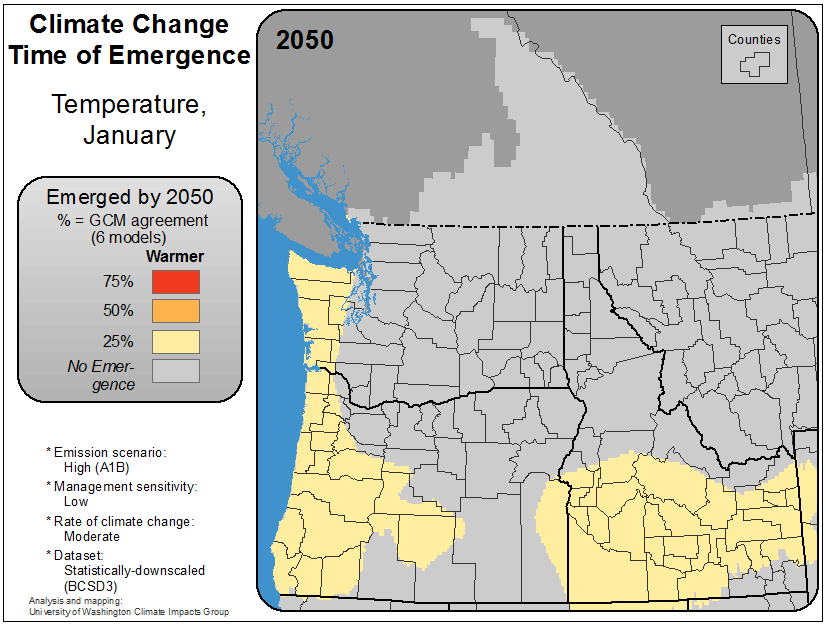 Climate Change
Time of Emergence
Temperature,
January
Emerged by 2050
% = GCM agreement
(6 models)
Warmer
75%
50%
25%
No Emer-
gence
* Emission scenario:
High (A1B)
* Management sensitivity:
Low
* Rate of climate change:
Moderate
* Dataset:
Statistically-downscaled
(BCSD3)
Analysis and mapping:
University of Washington Climate Impacts Group
2050
Counties